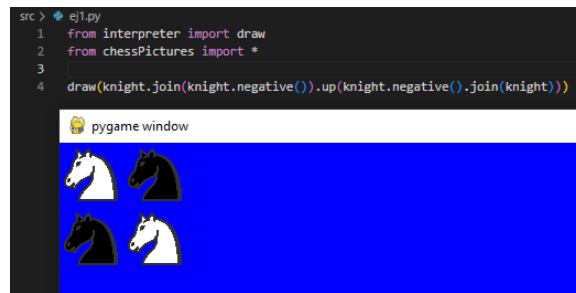 src > ej1.py
1 from interpreter import draw
2 from chessPictures import *
3
4 draw(knight.join(knight.negative()).up(knight.negative().join(knight)))
pygame window